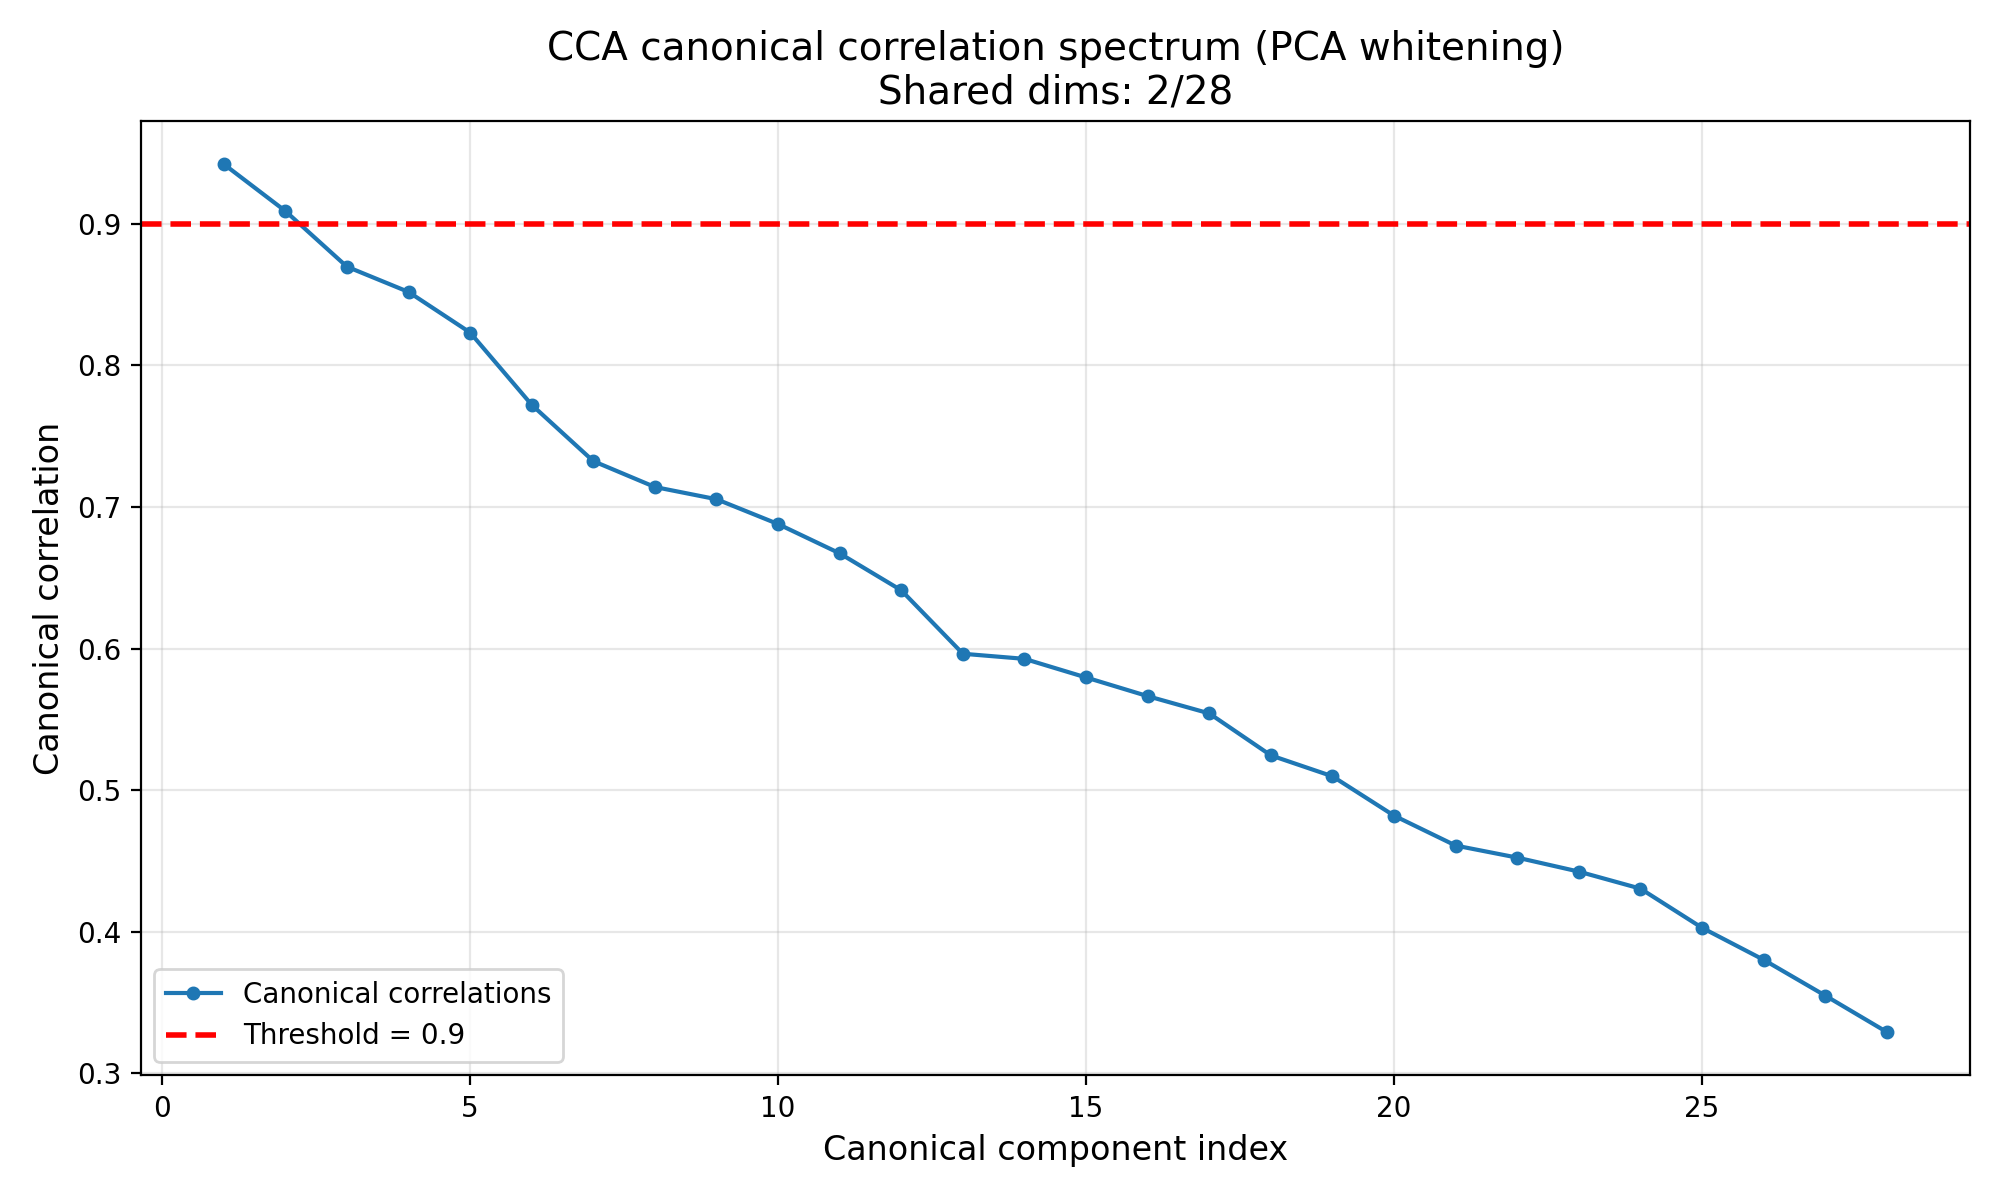 CCA canonical correlation spectrum (PCA whitening)
Shared dims: 2/28
Canonical correlation
0.9
0.8
0.7
0.6
0.5
0.4
0.3
Canonical correlations
Threshold = 0.9
0
5
10
15
20
25
Canonical component index